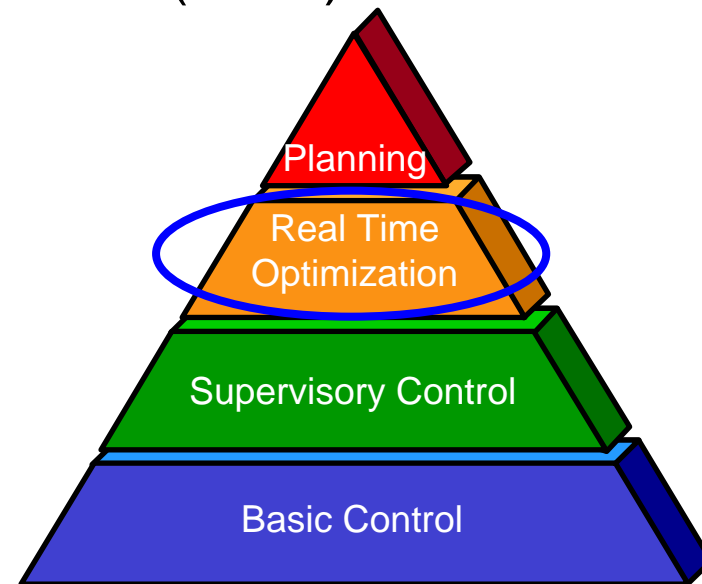 Planning
Real Time
Optimization
Supervisory Control
Basic Control